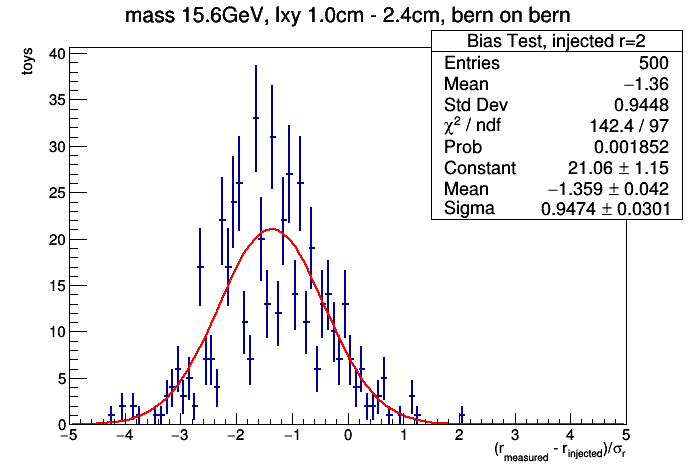 mass 15.6GeV, lxy 1.0cm - 2.4cm, bern on bern
Bias Test, injected r=2
Entries 500
Mean −1.36
Std Dev 0.9448
χ² / ndf 142.4 / 97
Prob 0.001852
Constant 21.06 ± 1.15
Mean −1.359 ± 0.042
Sigma 0.9474 ± 0.0301
toys
40
35
30
25
20
15
10
5
0
−5 −4 −3 −2 −1 0 1 2 3 4 5
(r_measured - r_injected)/σ_r